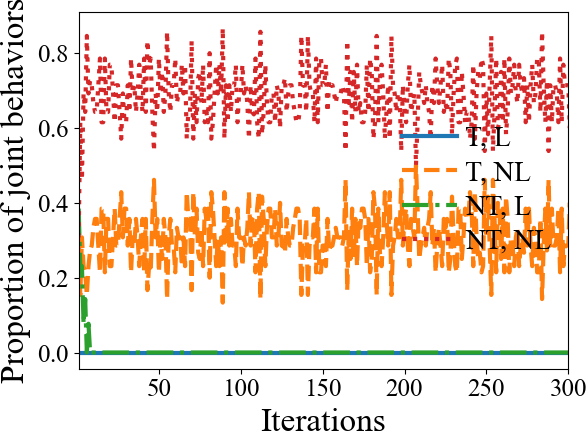 Proportion of joint behaviors
0.8
0.6
0.4
0.2
0.0
T, L
T, NL
NT, L
NT, NL
50
100
150
200
250
300
Iterations